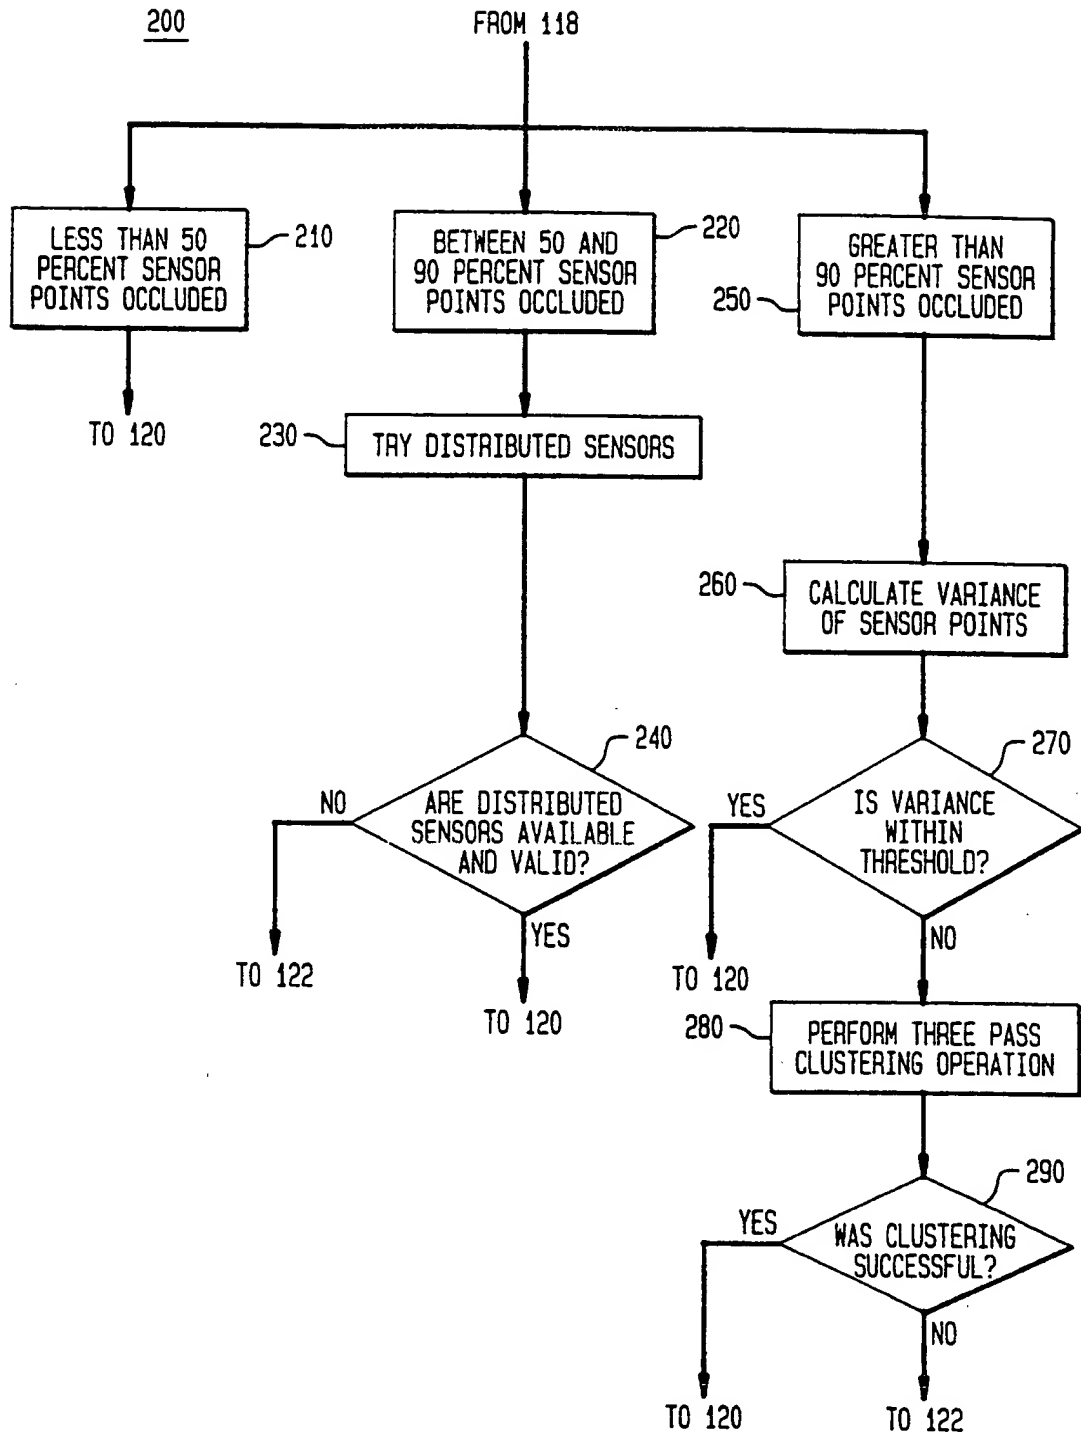 200
FROM 118
LESS THAN 50
PERCENT SENSOR
POINTS OCCLUDED
210
BETWEEN 50 AND
90 PERCENT SENSOR
POINTS OCCLUDED
220
GREATER THAN
90 PERCENT SENSOR
POINTS OCCLUDED
250
TO 120
230
TRY DISTRIBUTED SENSORS
260
CALCULATE VARIANCE
OF SENSOR POINTS
240
NO
ARE DISTRIBUTED
SENSORS AVAILABLE
AND VALID?
YES
TO 122
TO 120
270
YES
IS VARIANCE
WITHIN
THRESHOLD?
NO
TO 120
280
PERFORM THREE PASS
CLUSTERING OPERATION
290
YES
WAS CLUSTERING
SUCCESSFUL?
NO
TO 120
TO 122